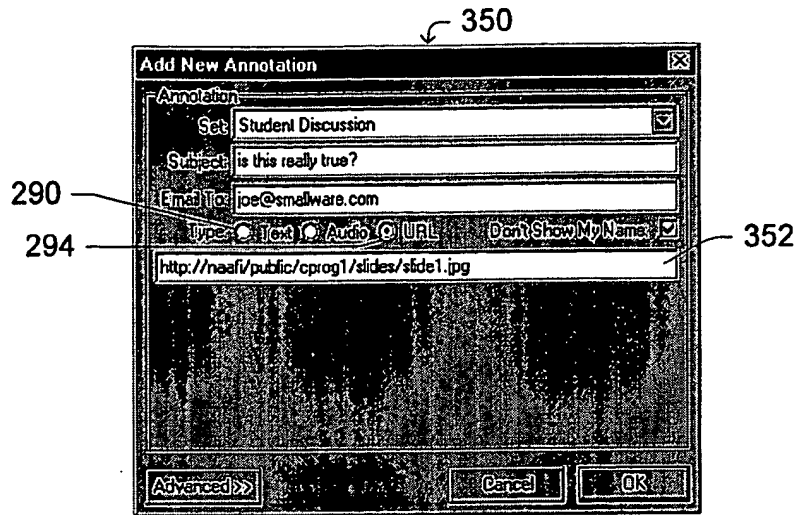 350
Add New Annotation
Annotation
Set: Student Discussion
Subject: is this really true?
Email To: joe@smallware.com
290
Type: Text Audio URL Don't Show My Name:
294
352
http://naafi/public/cprog1/slides/slide1.jpg
Advanced >> Cancel OK